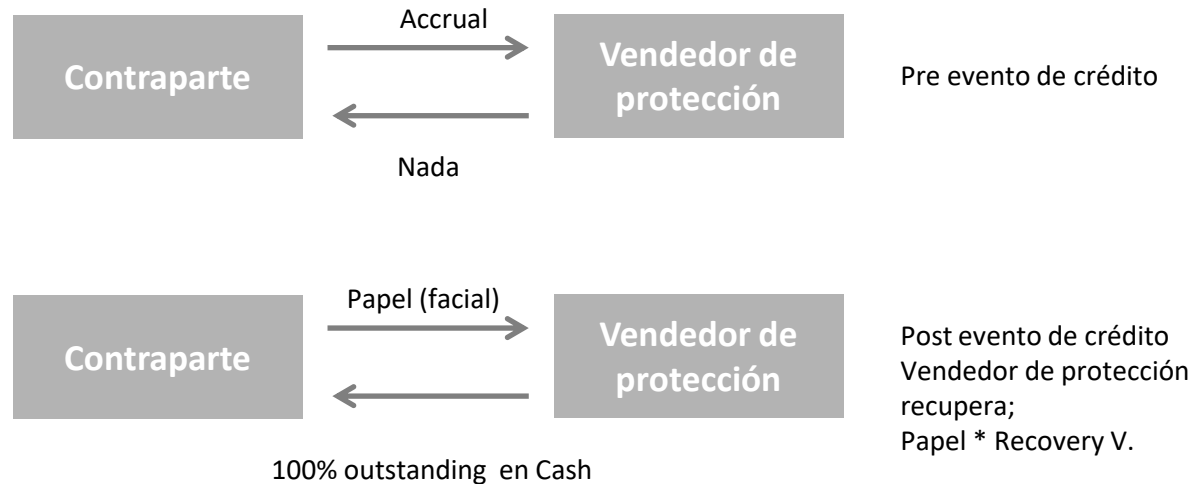 Accrual
Contraparte
Vendedor de
protección
Pre evento de crédito
Nada
Papel (facial)
Contraparte
Vendedor de
protección
Post evento de crédito
Vendedor de protección
recupera;
Papel * Recovery V.
100% outstanding en Cash